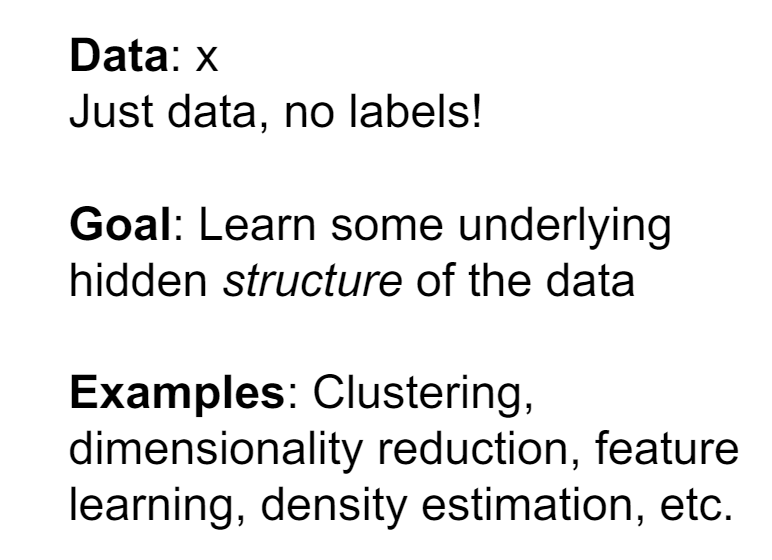 Data: x
Just data, no labels!
Goal: Learn some underlying
hidden structure of the data
Examples: Clustering,
dimensionality reduction, feature
learning, density estimation, etc.